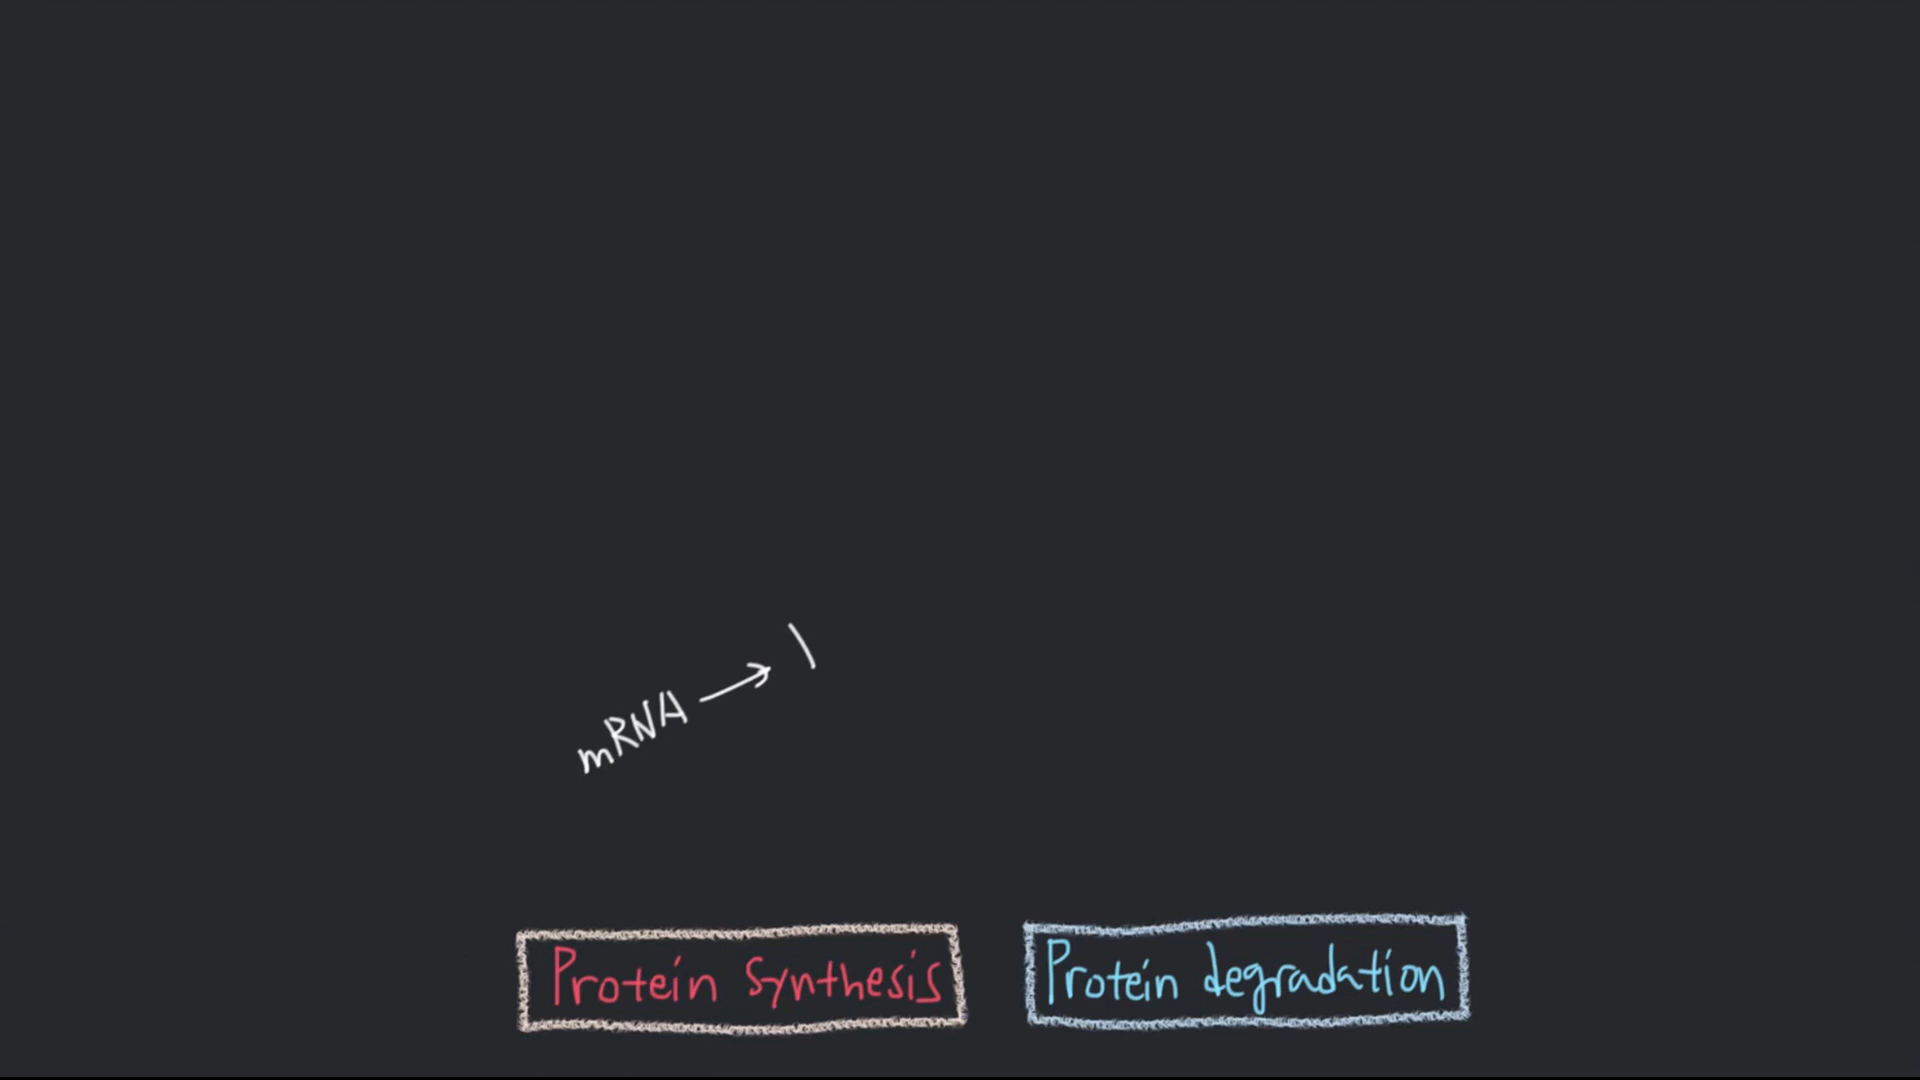 mRNA →
Protein Synthesis
Protein degradation